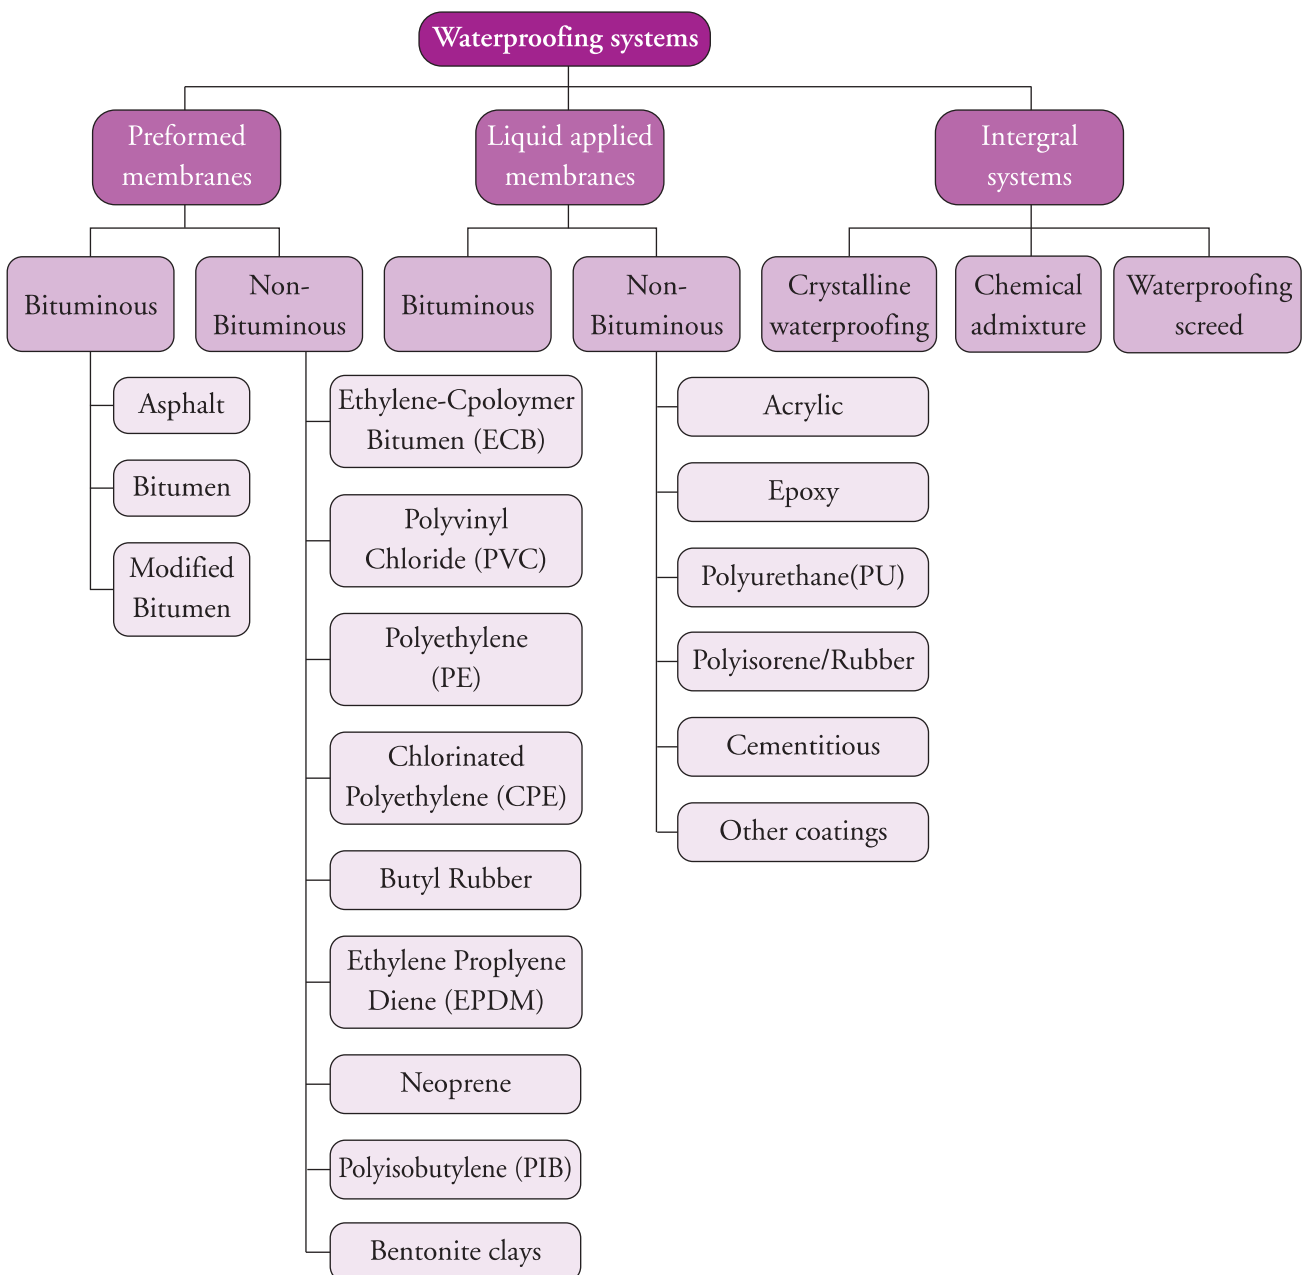 Waterproofing systems
Preformed
membranes
Liquid applied
membranes
Intergral
systems
Bituminous
Non-
Bituminous
Bituminous
Non-
Bituminous
Crystalline
waterproofing
Chemical
admixture
Waterproofing
screed
Asphalt
Bitumen
Modified
Bitumen
Ethylene-Cpoloymer
Bitumen (ECB)
Polyvinyl
Chloride (PVC)
Polyethylene
(PE)
Chlorinated
Polyethylene (CPE)
Butyl Rubber
Ethylene Proplyene
Diene (EPDM)
Neoprene
Polyisobutylene (PIB)
Bentonite clays
Acrylic
Epoxy
Polyurethane(PU)
Polyisorene/Rubber
Cementitious
Other coatings